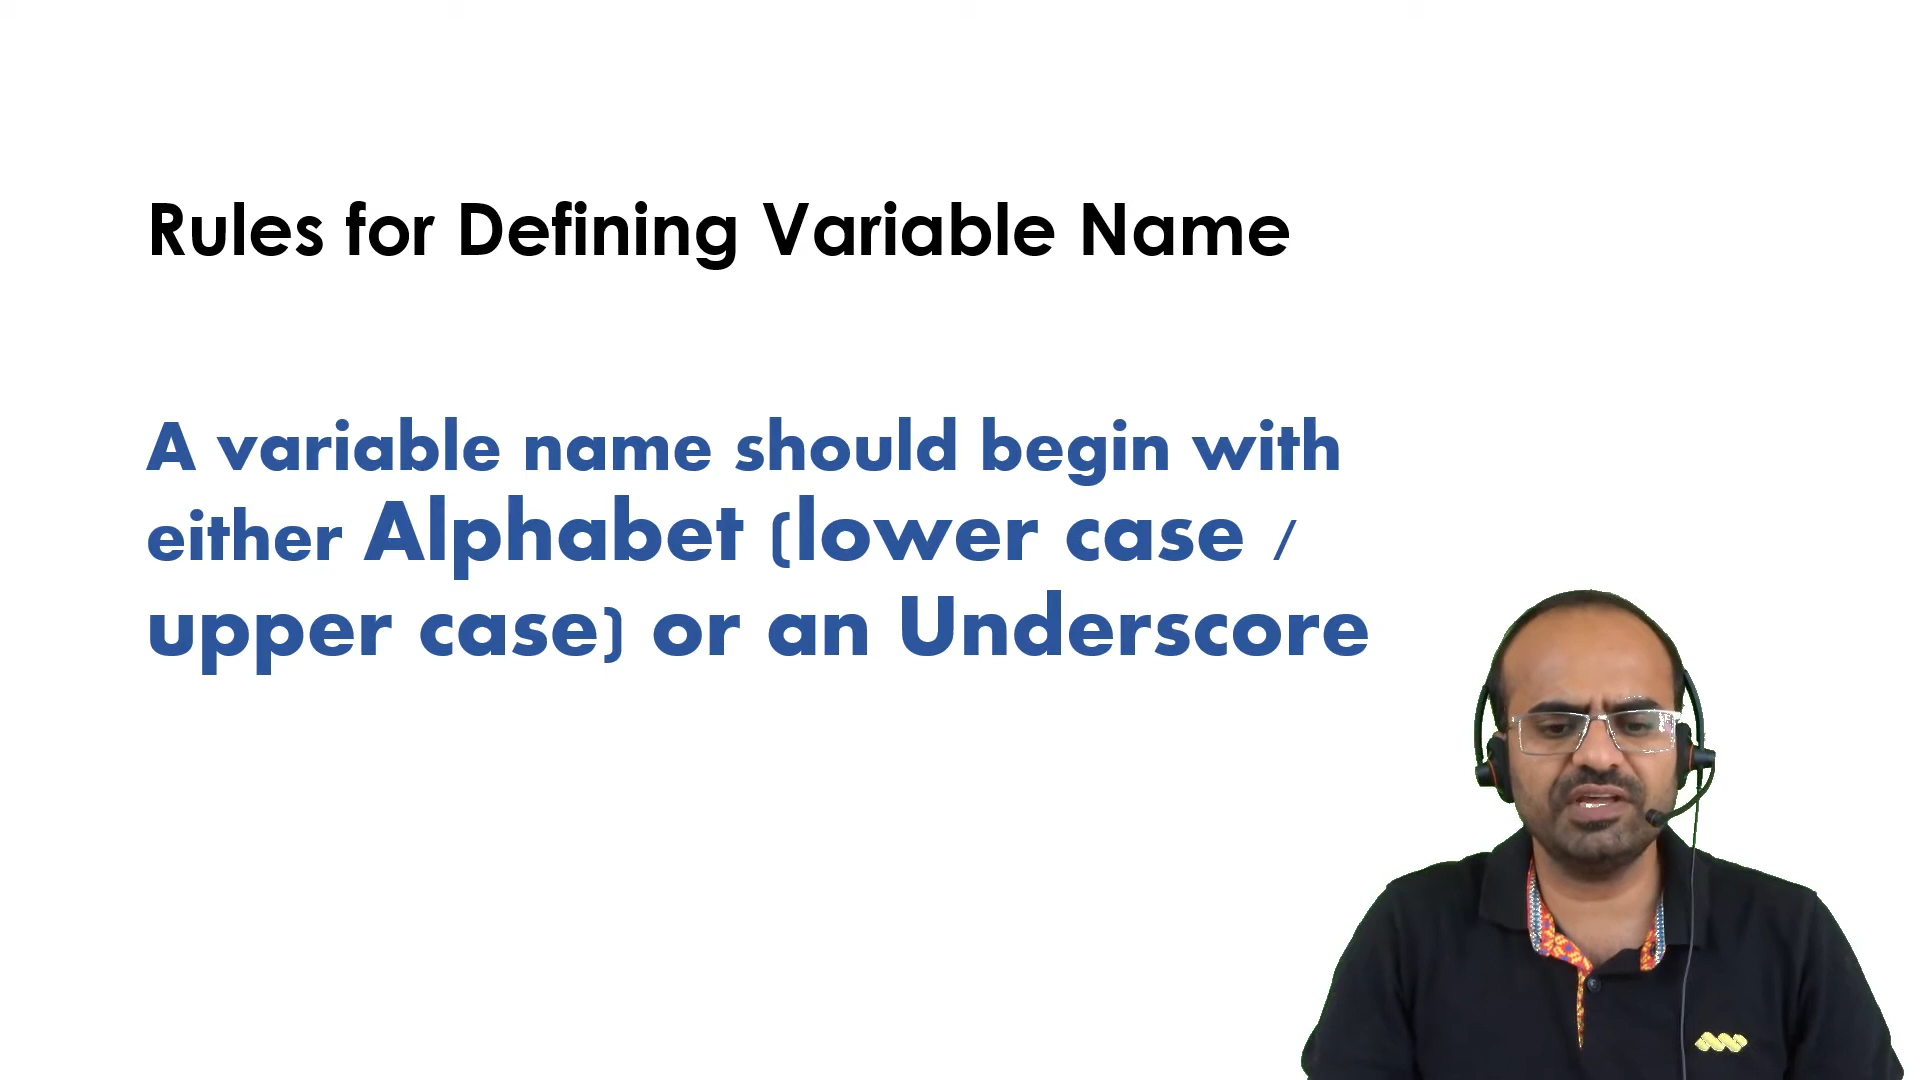 Rules for Defining Variable Name
A variable name should begin with
either Alphabet (lower case /
upper case) or an Underscore